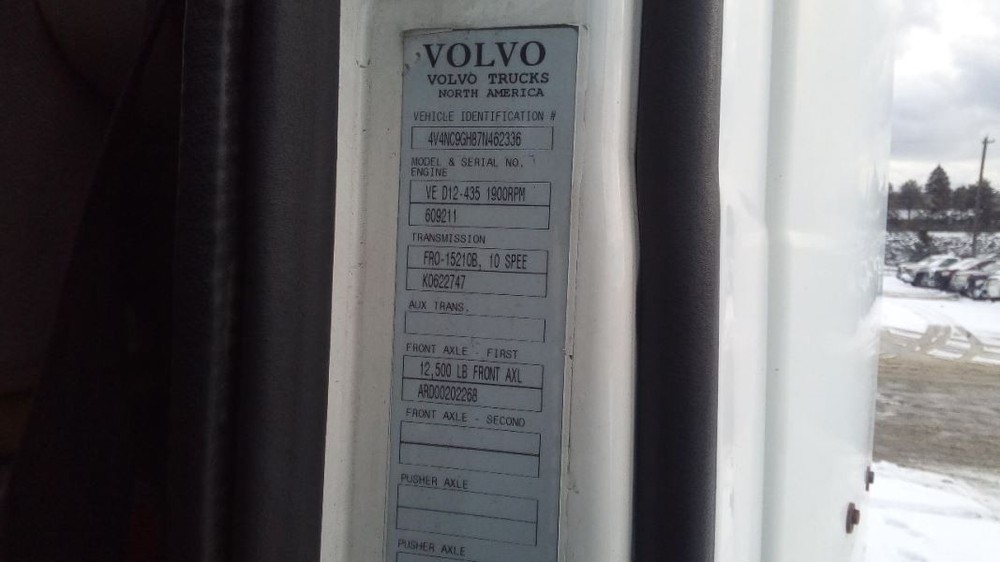 VOLVO
VOLVO TRUCKS
NORTH AMERICA
VEHICLE IDENTIFICATION #
4V4NC9GH87N462336
MODEL & SERIAL NO.
ENGINE
VE D12-435 1900RPM
609211
TRANSMISSION
FRO-15210B, 10 SPEE
K0622747
AUX TRANS.
FRONT AXLE - FIRST
12,500 LB FRONT AXL
ARD00202268
FRONT AXLE - SECOND
PUSHER AXLE
PUSHER AXLE